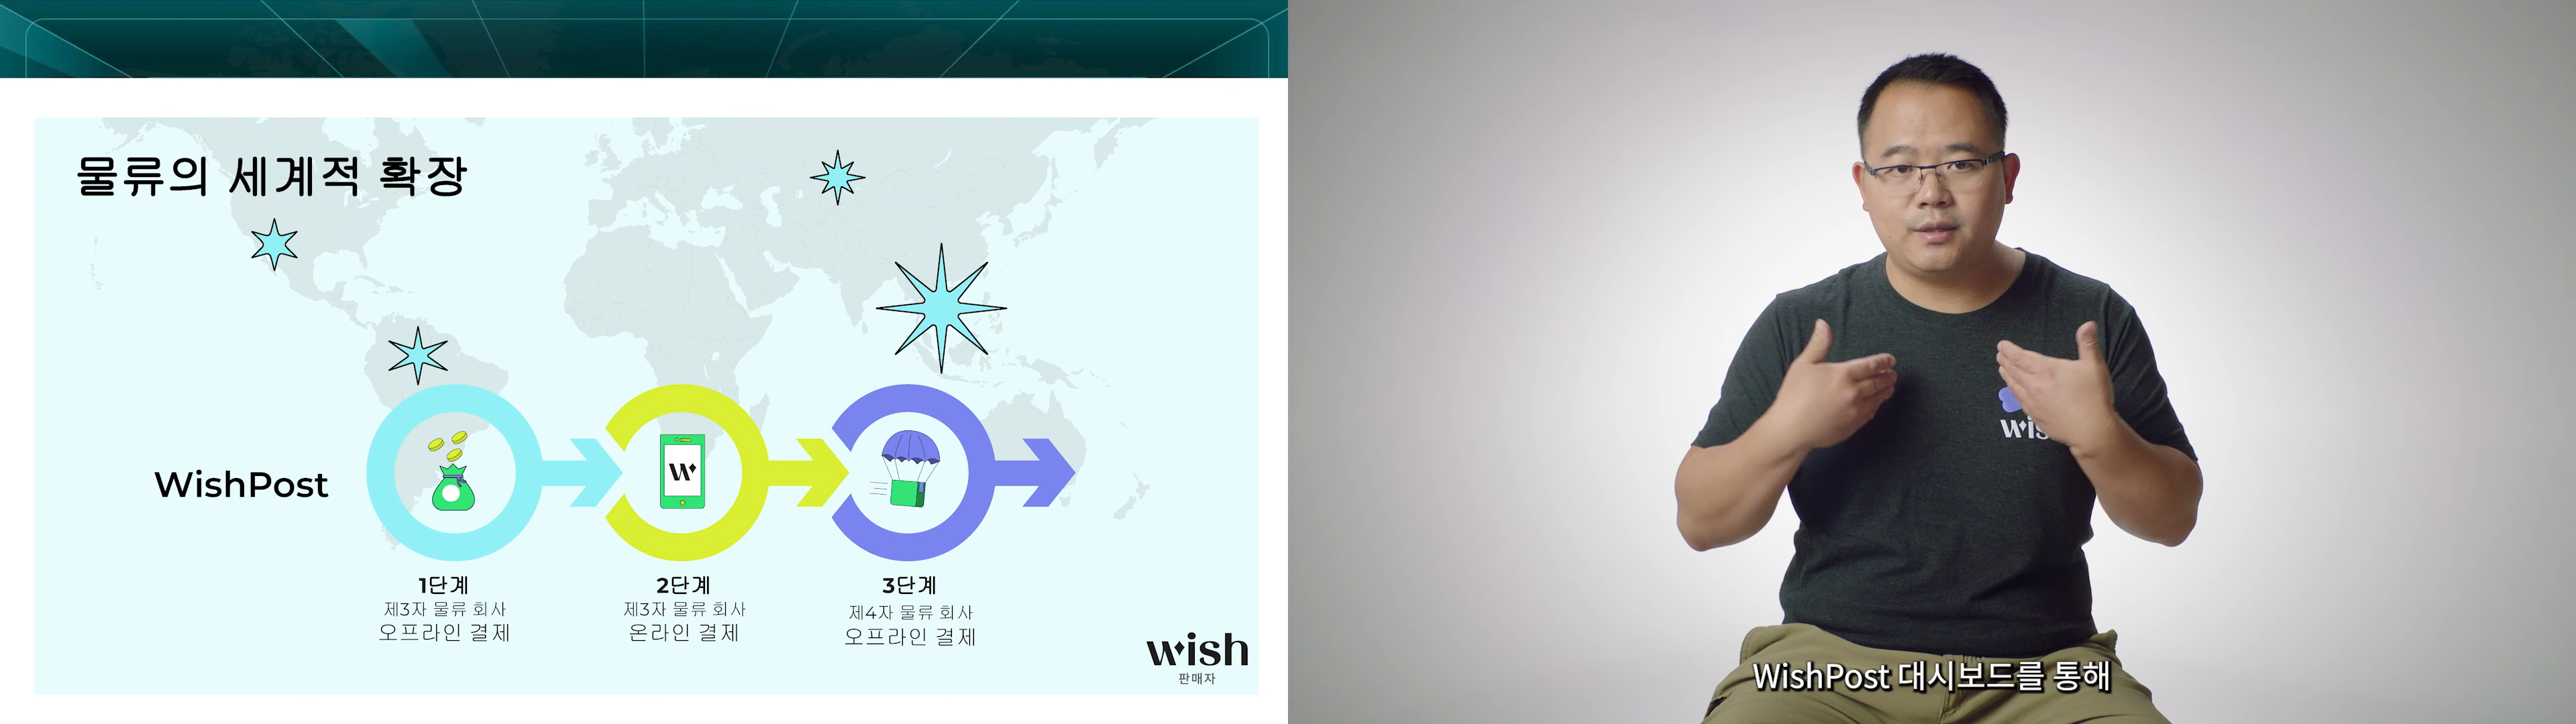 물류의 세계적 확장
W
WishPost
1단계
제3자 물류 회사
오프라인 결제
2단계
제3자 물류 회사
온라인 결제
3단계
제4자 물류 회사
오프라인 결제
wish
판매자
wis
WishPost 대시보드를 통해